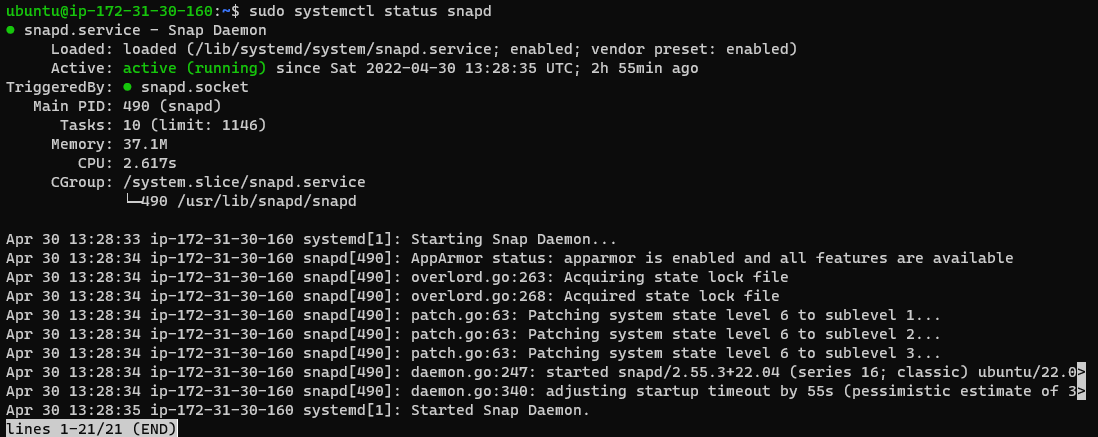 ubuntu@ip-172-31-30-160:~$ sudo systemctl status snapd
● snapd.service - Snap Daemon
     Loaded: loaded (/lib/systemd/system/snapd.service; enabled; vendor preset: enabled)
     Active: active (running) since Sat 2022-04-30 13:28:35 UTC; 2h 55min ago
TriggeredBy: ● snapd.socket
   Main PID: 490 (snapd)
      Tasks: 10 (limit: 1146)
     Memory: 37.1M
        CPU: 2.617s
     CGroup: /system.slice/snapd.service
             └─490 /usr/lib/snapd/snapd

Apr 30 13:28:33 ip-172-31-30-160 systemd[1]: Starting Snap Daemon...
Apr 30 13:28:34 ip-172-31-30-160 snapd[490]: AppArmor status: apparmor is enabled and all features are available
Apr 30 13:28:34 ip-172-31-30-160 snapd[490]: overlord.go:263: Acquiring state lock file
Apr 30 13:28:34 ip-172-31-30-160 snapd[490]: overlord.go:268: Acquired state lock file
Apr 30 13:28:34 ip-172-31-30-160 snapd[490]: patch.go:63: Patching system state level 6 to sublevel 1...
Apr 30 13:28:34 ip-172-31-30-160 snapd[490]: patch.go:63: Patching system state level 6 to sublevel 2...
Apr 30 13:28:34 ip-172-31-30-160 snapd[490]: patch.go:63: Patching system state level 6 to sublevel 3...
Apr 30 13:28:34 ip-172-31-30-160 snapd[490]: daemon.go:247: started snapd/2.55.3+22.04 (series 16; classic) ubuntu/22.0>
Apr 30 13:28:34 ip-172-31-30-160 snapd[490]: daemon.go:340: adjusting startup timeout by 55s (pessimistic estimate of 3>
Apr 30 13:28:35 ip-172-31-30-160 systemd[1]: Started Snap Daemon.
lines 1-21/21 (END)